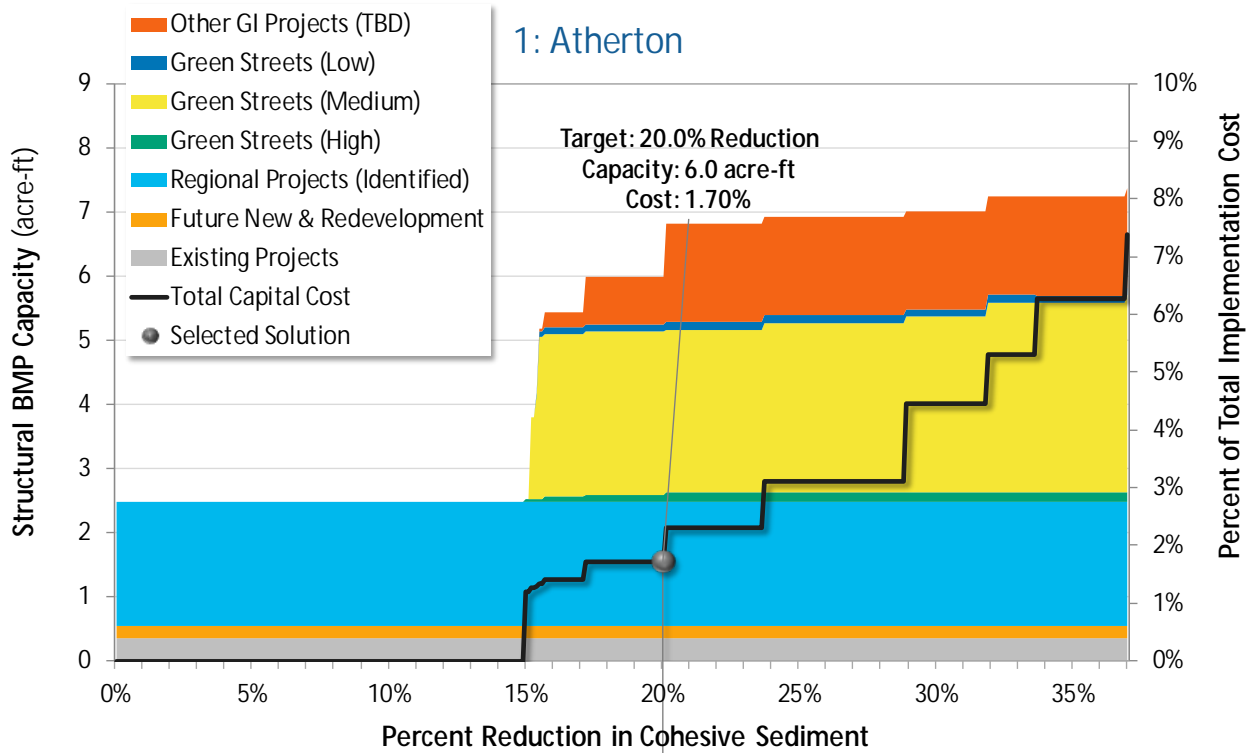 1: Atherton
Other GI Projects (TBD)
Green Streets (Low)
Green Streets (Medium)
Green Streets (High)
Regional Projects (Identified)
Future New & Redevelopment
Existing Projects
Total Capital Cost
Selected Solution
Target: 20.0% Reduction
Capacity: 6.0 acre-ft
Cost: 1.70%
Structural BMP Capacity (acre-ft)
9
8
7
6
5
4
3
2
1
0
10%
9%
8%
7%
6%
5%
4%
3%
2%
1%
0%
Percent of Total Implementation Cost
0%
5%
10%
15%
20%
25%
30%
35%
Percent Reduction in Cohesive Sediment